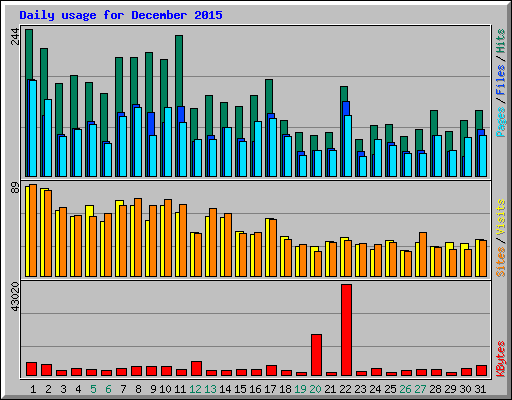 Daily usage for December 2015
244
Pages / Files / Hits
89
Sites / Visits
43020
KBytes
1 2 3 4 5 6 7 8 9 10 11 12 13 14 15 16 17 18 19 20 21 22 23 24 25 26 27 28 29 30 31